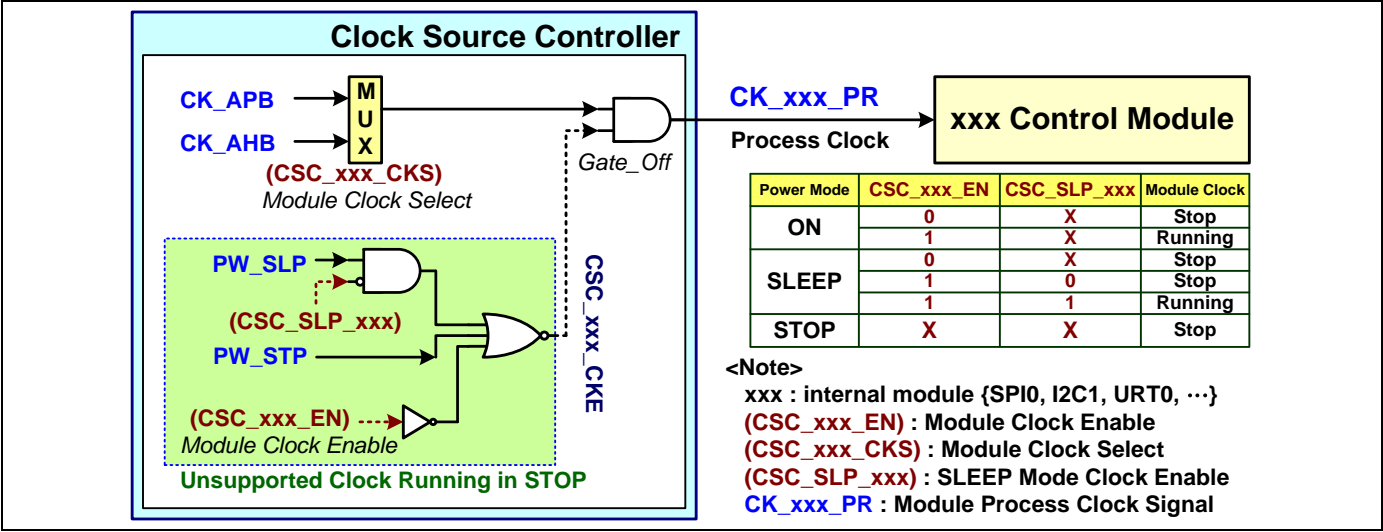 Clock Source Controller
CK_APB
CK_AHB
M
U
X
(CSC_xxx_CKS)
Module Clock Select
Gate_Off
PW_SLP
(CSC_SLP_xxx)
PW_STP
(CSC_xxx_EN)
Module Clock Enable
Unsupported Clock Running in STOP
CSC_xxx_CKE
CK_xxx_PR
Process Clock
xxx Control Module
Power Mode CSC_xxx_EN CSC_SLP_xxx Module Clock
ON 0 X Stop
1 X Running
SLEEP 0 X Stop
1 0 Stop
1 1 Running
STOP X X Stop
<Note>
xxx : internal module {SPI0, I2C1, URT0, ⋯}
(CSC_xxx_EN) : Module Clock Enable
(CSC_xxx_CKS) : Module Clock Select
(CSC_SLP_xxx) : SLEEP Mode Clock Enable
CK_xxx_PR : Module Process Clock Signal